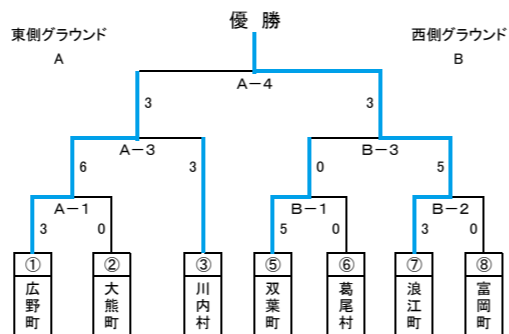 優 勝
東側グラウンド 西側グラウンド
A B
A-4
3 3
A-3 B-3
6 3 0 5
A-1 B-1 B-2
3 0 5 0 3 0
① ② ③ ⑤ ⑥ ⑦ ⑧
広野町 大熊町 川内村 双葉町 葛尾村 浪江町 富岡町